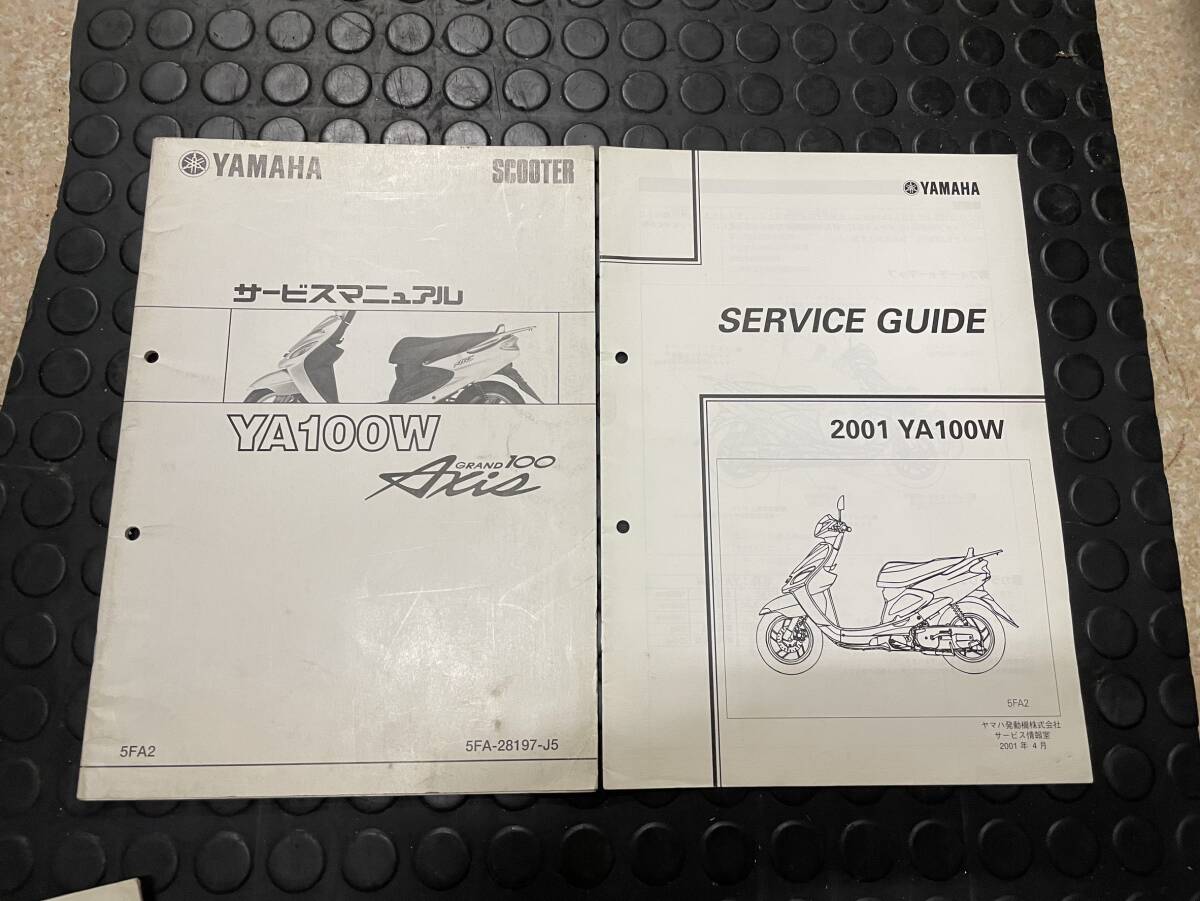 YAMAHA
SCOOTER
サービスマニュアル
YA100W
GRAND 100
Axis
5FA2
5FA-28197-J5
YAMAHA
SERVICE GUIDE
2001 YA100W
5FA2
ヤマハ発動機株式会社
サービス情報室
2001 年 4 月